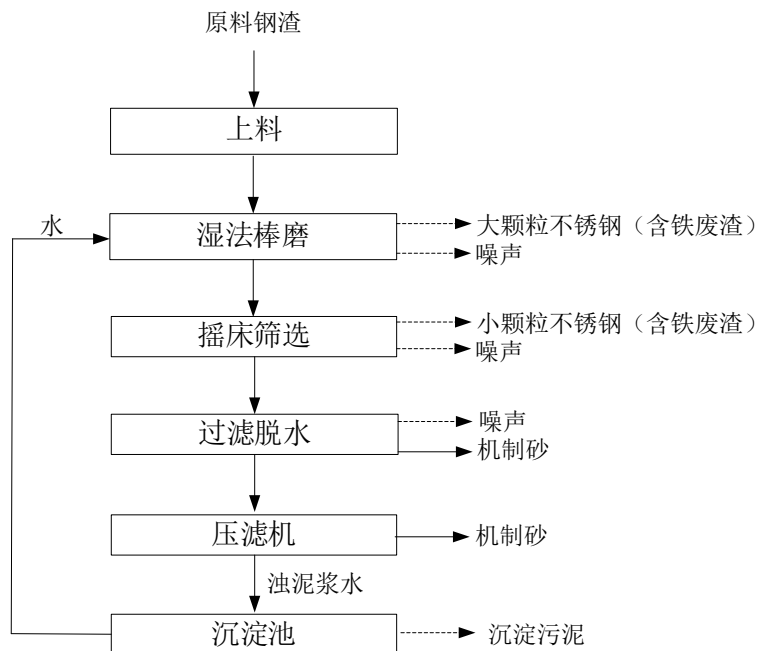 原料钢渣
上料
水
湿法棒磨
大颗粒不锈钢（含铁废渣）
噪声
摇床筛选
小颗粒不锈钢（含铁废渣）
噪声
过滤脱水
噪声
机制砂
压滤机
机制砂
浊泥浆水
沉淀池
沉淀污泥